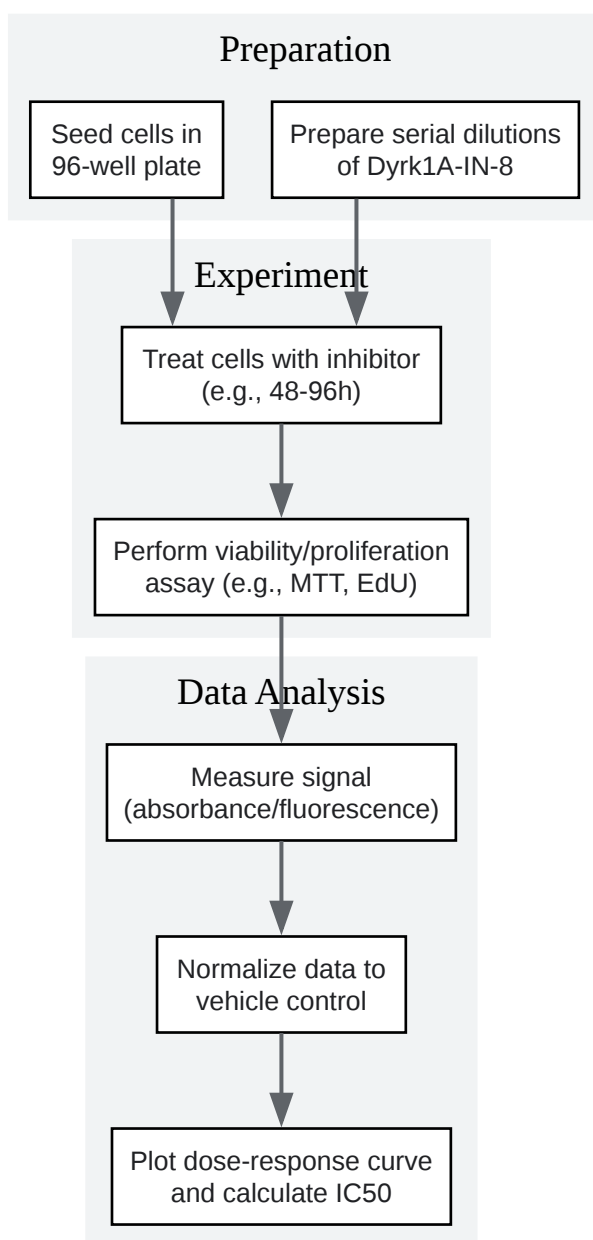 Preparation
Seed cells in
96-well plate
Prepare serial dilutions
of Dyrk1A-IN-8
Experiment
Treat cells with inhibitor
(e.g., 48-96h)
Perform viability/proliferation
assay (e.g., MTT, EdU)
Data Analysis
Measure signal
(absorbance/fluorescence)
Normalize data to
vehicle control
Plot dose-response curve
and calculate IC50